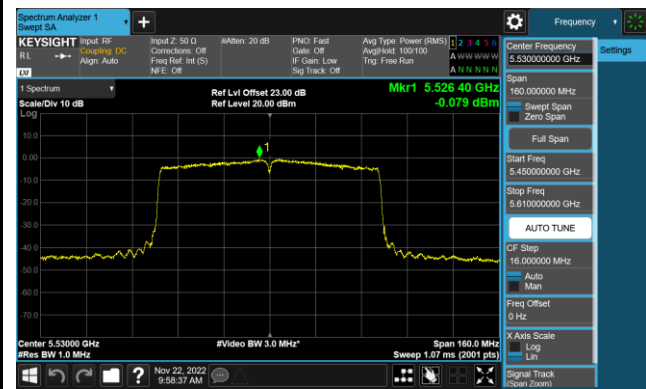 Spectrum Analyzer 1
Swept SA
+
Frequency
KEYSIGHT Input: RF
Coupling: DC
Align: Auto
RL
Input Z: 50 Ω
Corrections: Off
Freq Ref: Int (S)
NFE: Off
#Atten: 20 dB
PNO: Fast
Gate: Off
IF Gain: Low
Sig Track: Off
Avg Type: Power (RMS)
Avg|Hold: 100/100
Trig: Free Run
1 2 3 4 5 6
A W W W W W
A N N N N N
1 Spectrum
Scale/Div 10 dB
Log
Ref Lvl Offset 23.00 dB
Ref Level 20.00 dBm
Mkr1 5.526 40 GHz
-0.079 dBm
10.0
0.00
-10.0
-20.0
-30.0
-40.0
-50.0
-60.0
-70.0
1
Center 5.53000 GHz
#Res BW 1.0 MHz
#Video BW 3.0 MHz*
Span 160.0 MHz
Sweep 1.07 ms (2001 pts)
Nov 22, 2022
9:58:37 AM
?
Center Frequency
5.530000000 GHz
Span
160.000000 MHz
Swept Span
Zero Span
Full Span
Start Freq
5.450000000 GHz
Stop Freq
5.610000000 GHz
AUTO TUNE
CF Step
16.000000 MHz
Auto
Man
Freq Offset
0 Hz
X Axis Scale
Log
Lin
Signal Track
(Span Zoom)
Settings